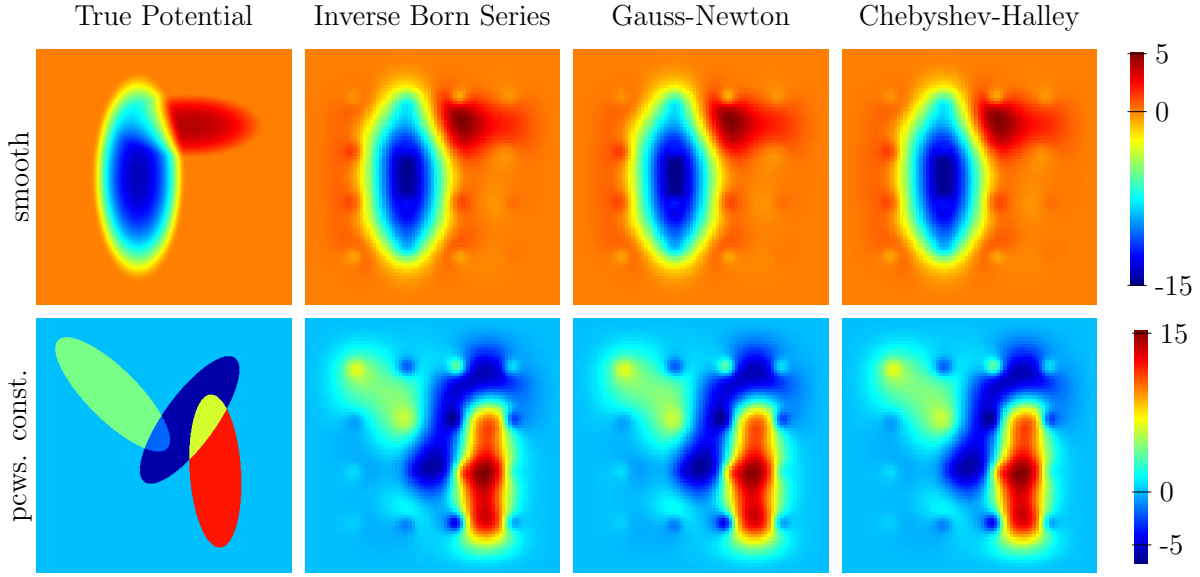 True Potential Inverse Born Series Gauss-Newton Chebyshev-Halley
smooth
5
0
-15
pcws. const.
15
0
-5